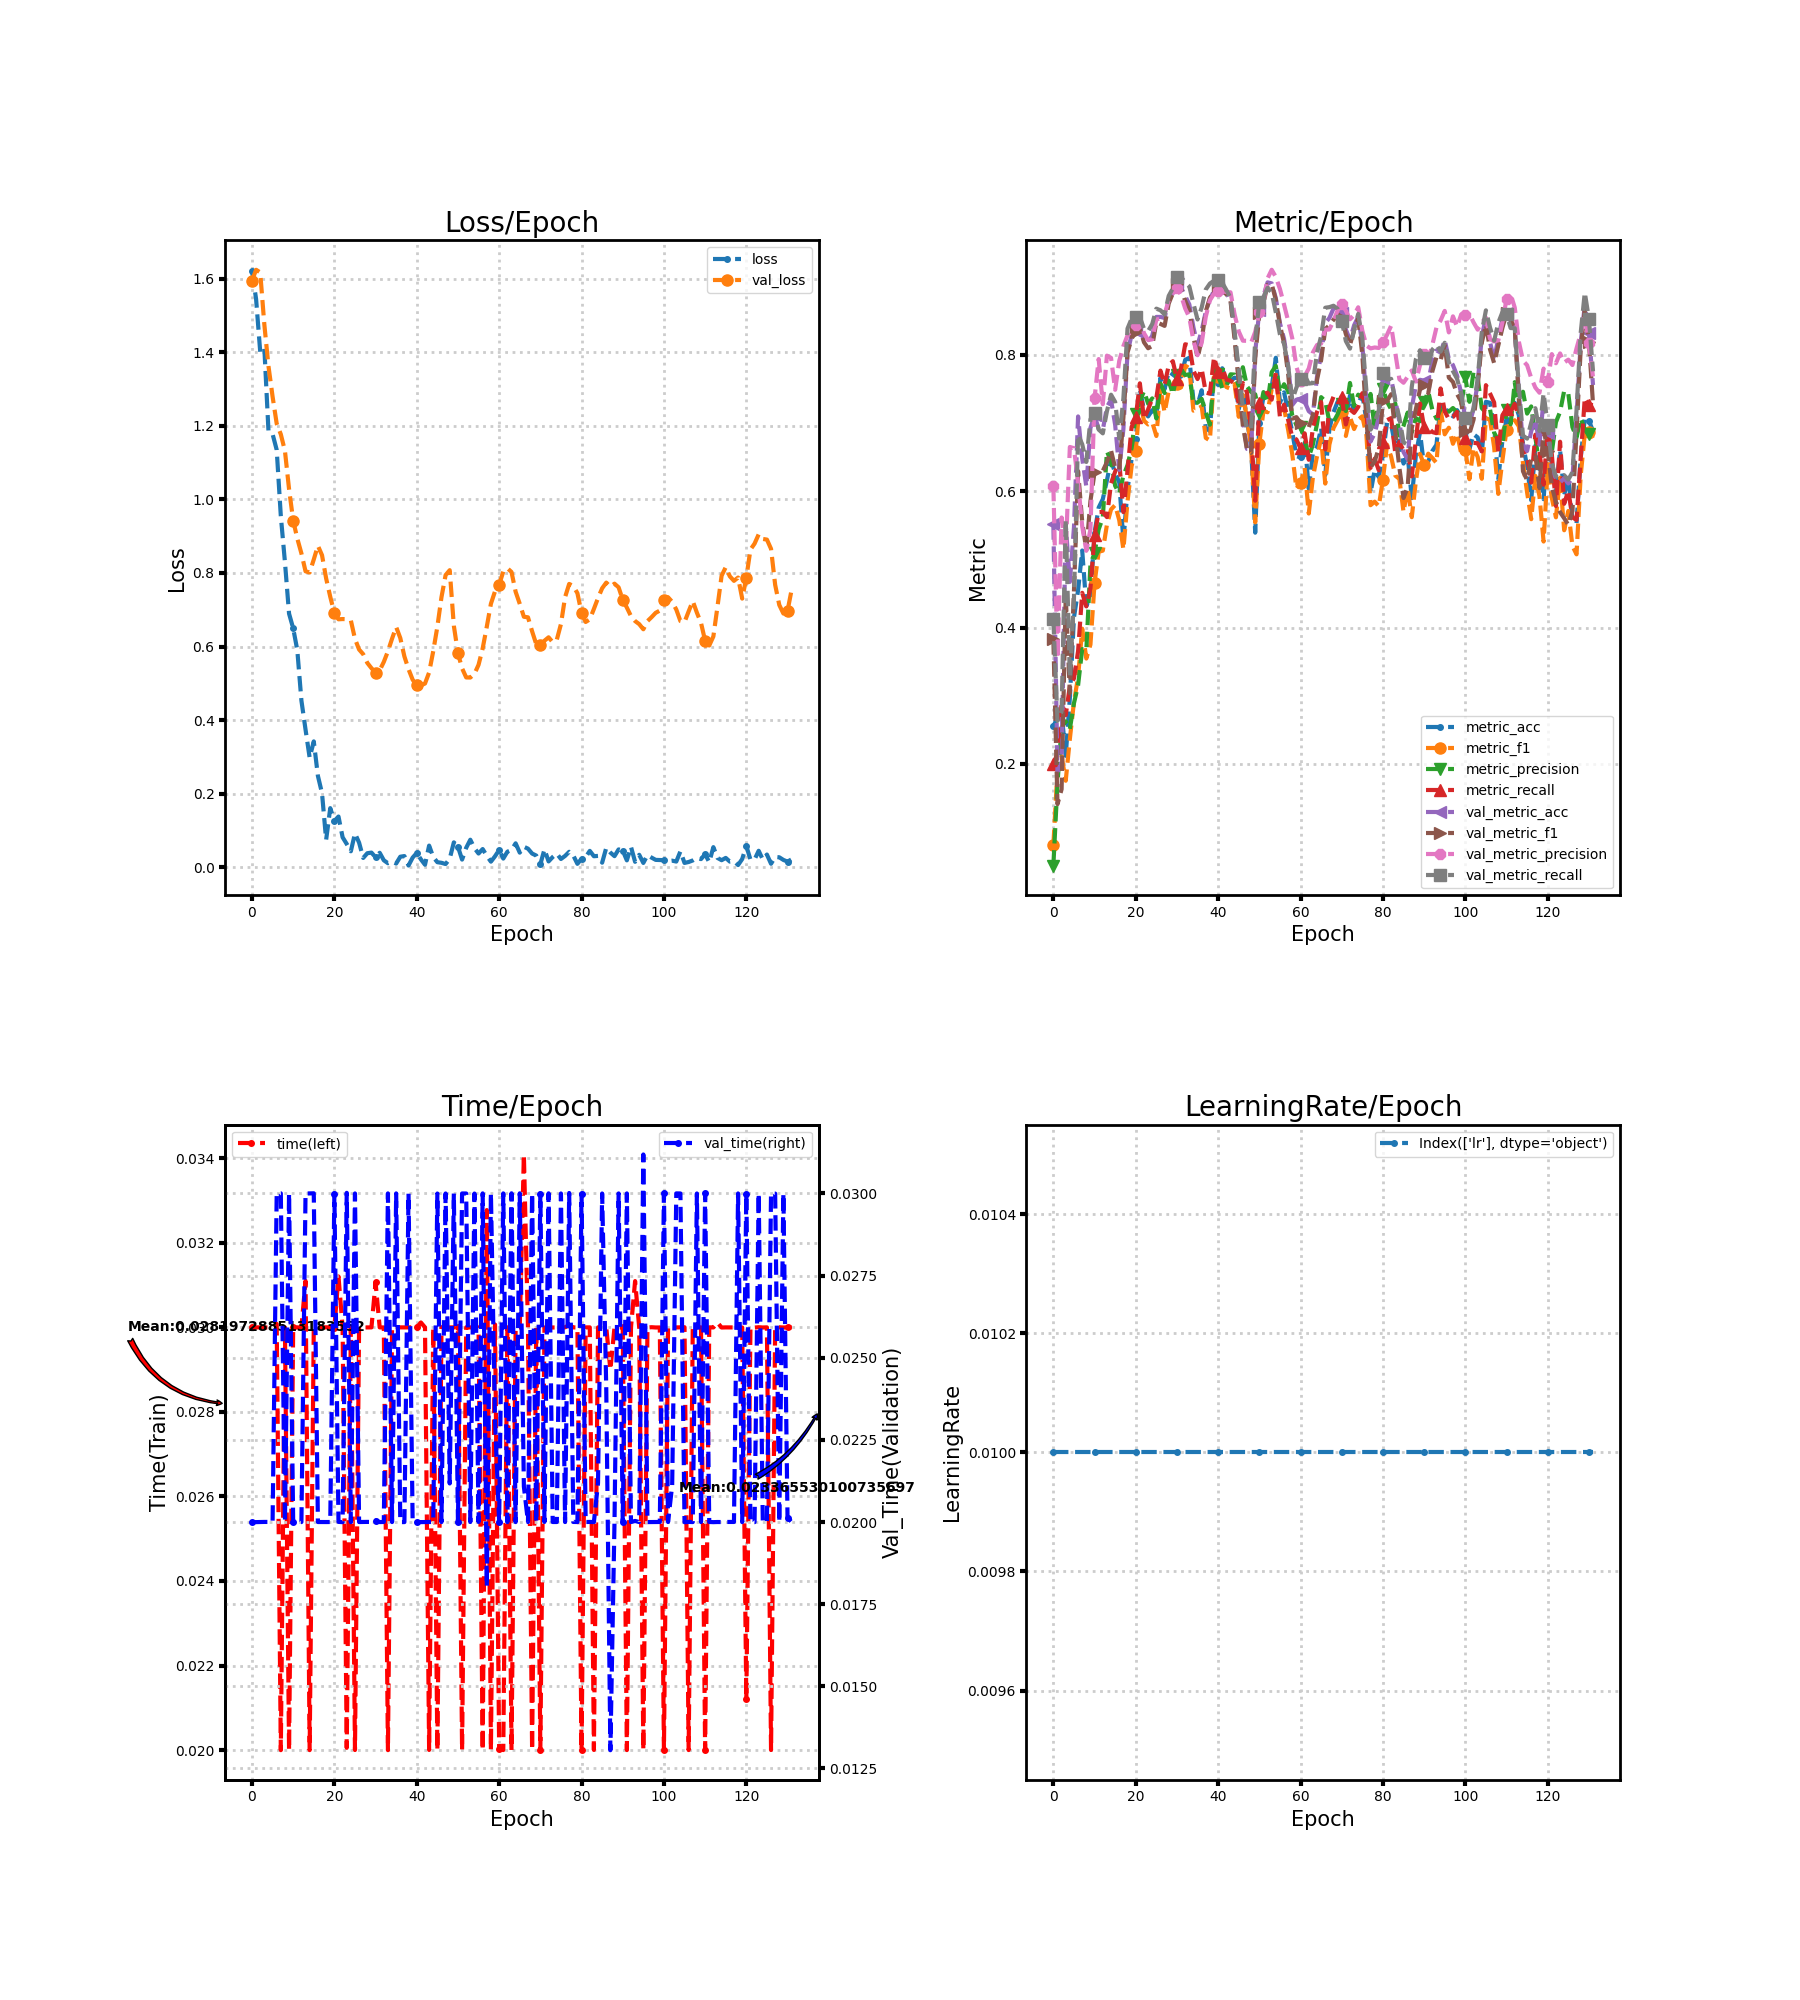 Loss/Epoch
loss
val_loss
1.6
1.4
1.2
1.0
0.8
0.6
0.4
0.2
0.0
Loss
0 20 40 60 80 100 120
Epoch
Metric/Epoch
0.8
0.6
0.4
0.2
Metric
metric_acc
metric_f1
metric_precision
metric_recall
val_metric_acc
val_metric_f1
val_metric_precision
val_metric_recall
0 20 40 60 80 100 120
Epoch
Time/Epoch
time(left)
val_time(right)
0.034
0.032
0.030
0.028
0.026
0.024
0.022
0.020
Time(Train)
0.0300
0.0275
0.0250
0.0225
0.0200
0.0175
0.0150
0.0125
Val_Time(Validation)
Mean:0.023365530100735697
0 20 40 60 80 100 120
Epoch
LearningRate/Epoch
Index(['lr'], dtype='object')
0.0104
0.0102
0.0100
0.0098
0.0096
LearningRate
0 20 40 60 80 100 120
Epoch